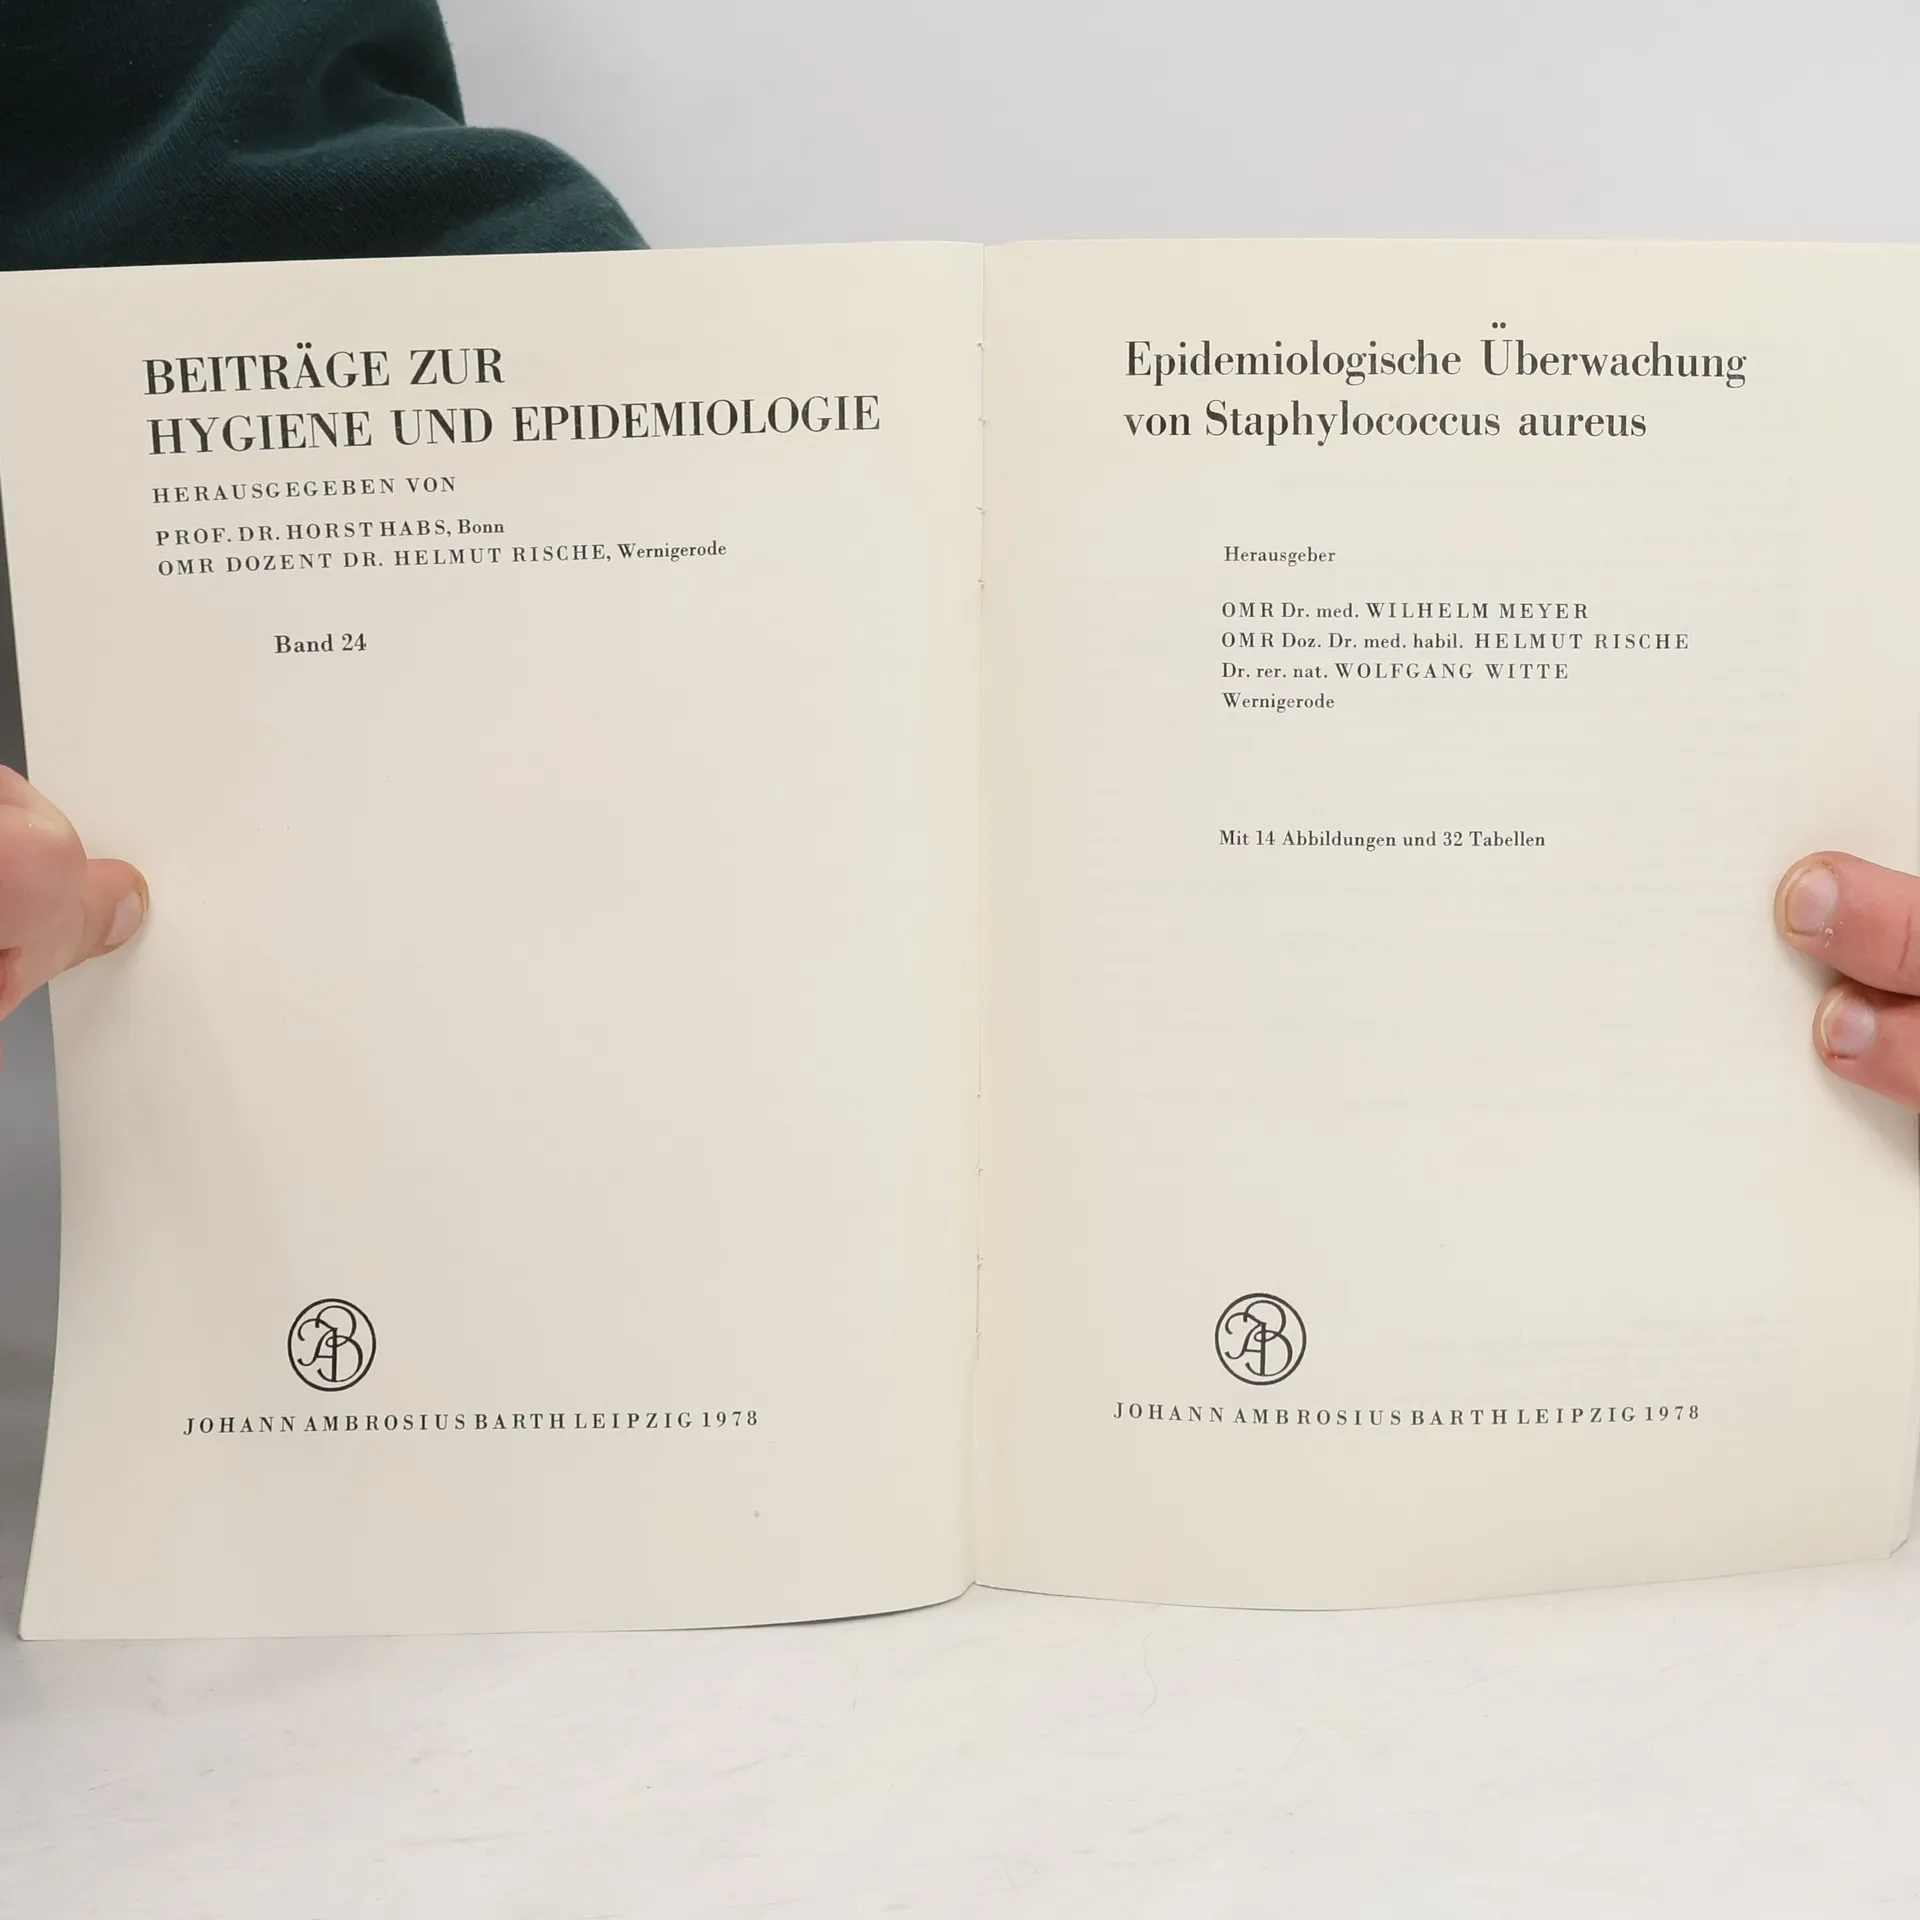 BEITRÄGE ZUR
HYGIENE UND EPIDEMIOLOGIE
HERAUSGEGEBEN VON
PROF. DR. HORST HABS, Bonn
OMR DOZENT DR. HELMUT RISCHE, Wernigerode
Band 24
JAB
JOHANN AMBROSIUS BARTH LEIPZIG 1978
Epidemiologische Überwachung
von Staphylococcus aureus
Herausgeber
OMR Dr. med. WILHELM MEYER
OMR Doz. Dr. med. habil. HELMUT RISCHE
Dr. rer. nat. WOLFGANG WITTE
Wernigerode
Mit 14 Abbildungen und 32 Tabellen
JAB
JOHANN AMBROSIUS BARTH LEIPZIG 1978